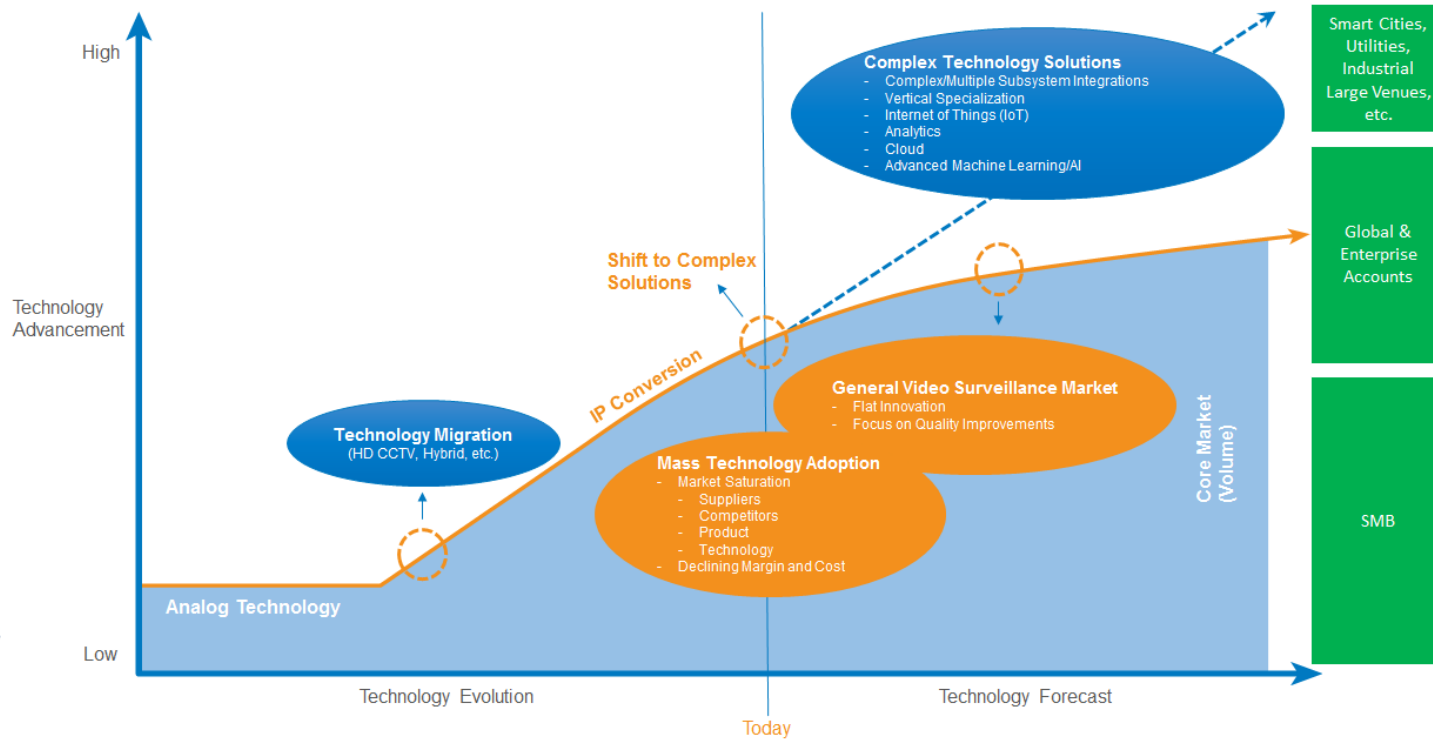 High
Technology
Advancement
Low
Analog Technology
Technology Migration
(HD CCTV, Hybrid, etc.)
IP Conversion
Shift to Complex
Solutions
Complex Technology Solutions
- Complex/Multiple Subsystem Integrations
- Vertical Specialization
- Internet of Things (IoT)
- Analytics
- Cloud
- Advanced Machine Learning/AI
General Video Surveillance Market
- Flat Innovation
- Focus on Quality Improvements
Mass Technology Adoption
- Market Saturation
- Suppliers
- Competitors
- Product
- Technology
- Declining Margin and Cost
Core Market
(Volume)
Smart Cities,
Utilities,
Industrial
Large Venues,
etc.
Global &
Enterprise
Accounts
SMB
Technology Evolution
Technology Forecast
Today